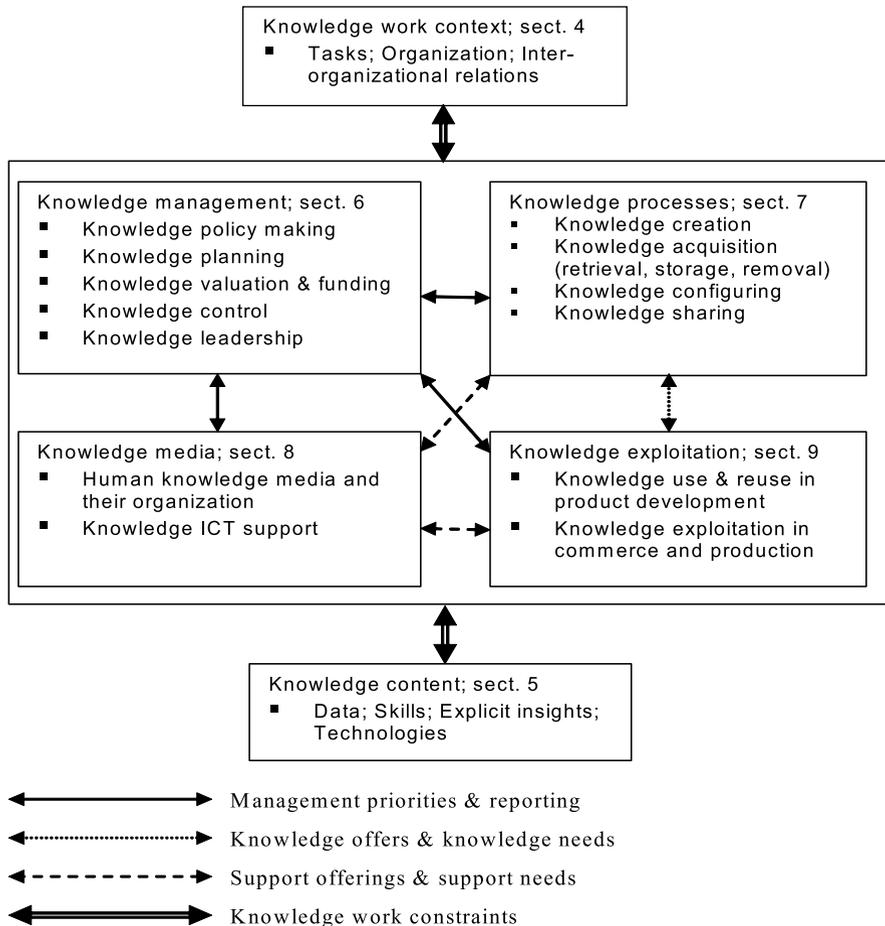 Knowledge work context; sect. 4
▪ Tasks; Organization; Inter-
organizational relations
Knowledge management; sect. 6
▪ Knowledge policy making
▪ Knowledge planning
▪ Knowledge valuation & funding
▪ Knowledge control
▪ Knowledge leadership
Knowledge processes; sect. 7
▪ Knowledge creation
▪ Knowledge acquisition
(retrieval, storage, removal)
▪ Knowledge configuring
▪ Knowledge sharing
Knowledge media; sect. 8
▪ Human knowledge media and
their organization
▪ Knowledge ICT support
Knowledge exploitation; sect. 9
▪ Knowledge use & reuse in
product development
▪ Knowledge exploitation in
commerce and production
Knowledge content; sect. 5
▪ Data; Skills; Explicit insights;
Technologies
Management priorities & reporting
Knowledge offers & knowledge needs
Support offerings & support needs
Knowledge work constraints